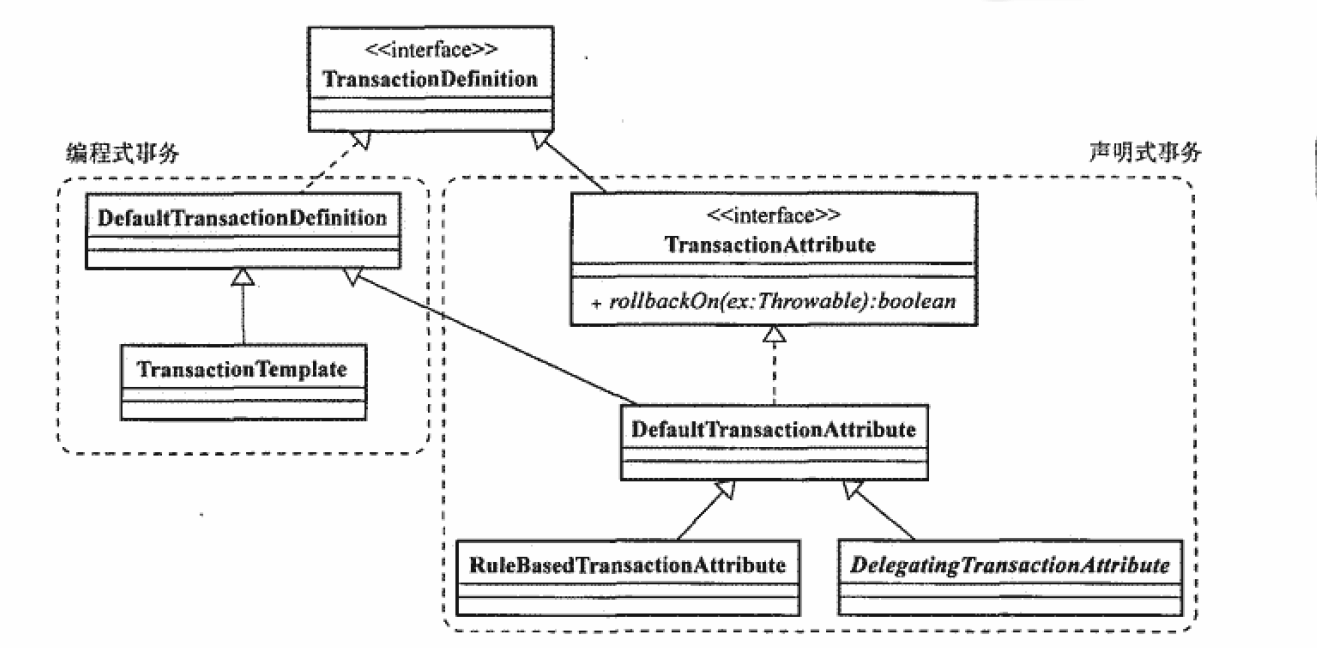 <<interface>>
TransactionDefinition
编程式事务
声明式事务
DefaultTransactionDefinition
<<interface>>
TransactionAttribute
+ rollbackOn(ex:Throwable):boolean
TransactionTemplate
DefaultTransactionAttribute
RuleBasedTransactionAttribute
DelegatingTransactionAttribute